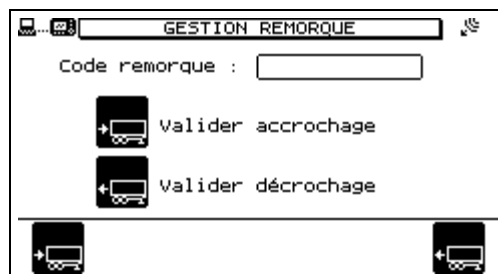 GESTION REMORQUE
Code remorque :
Valider accrochage
Valider décrochage